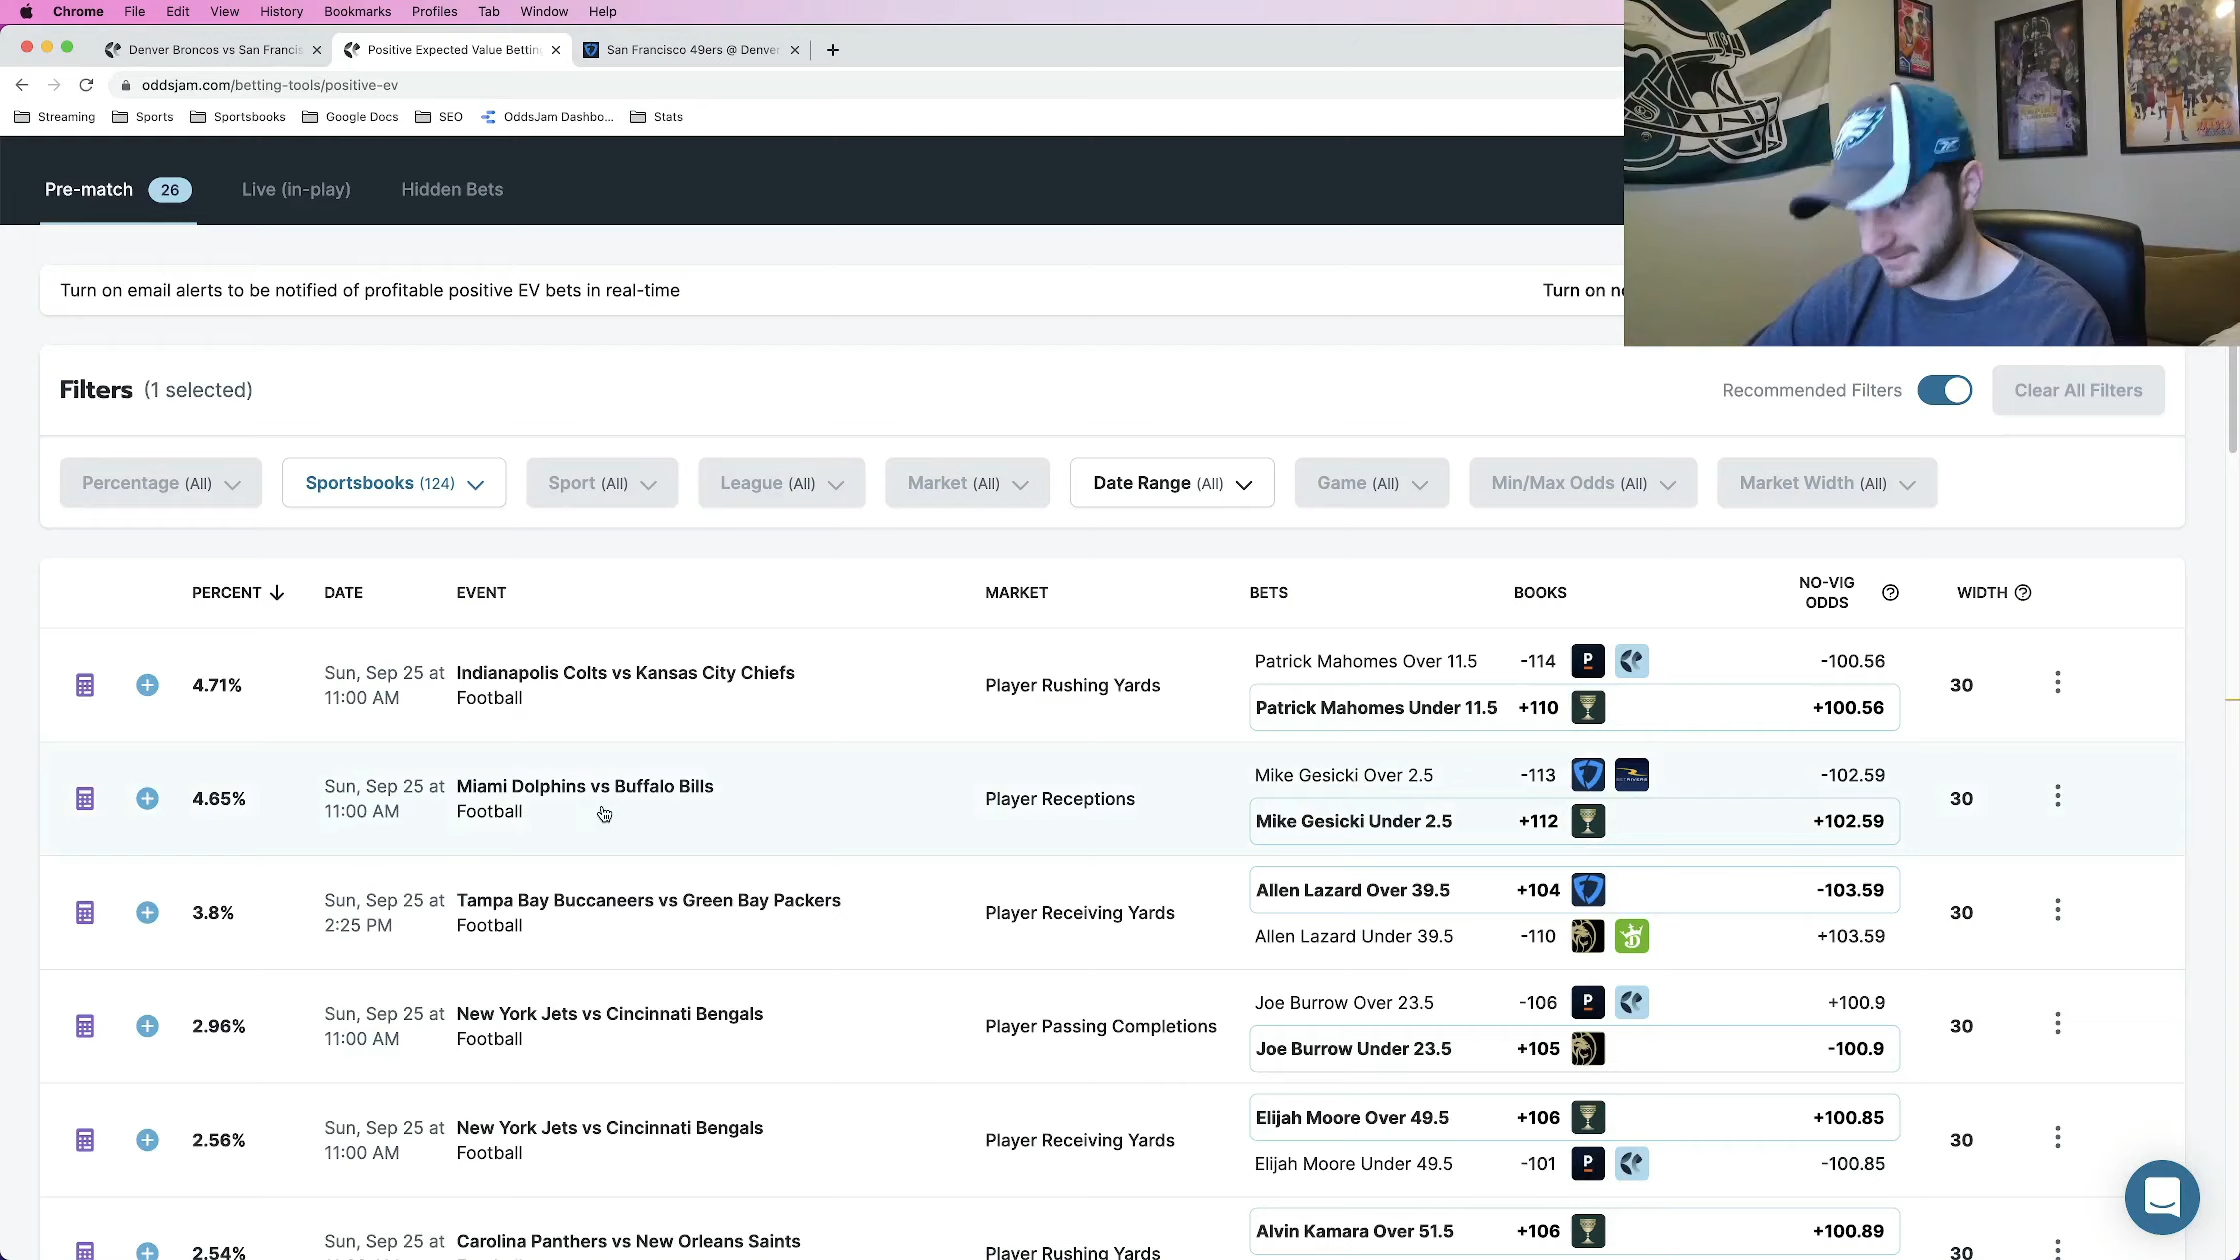 Chrome File Edit View History Bookmarks Profiles Tab Window Help
Denver Broncos vs San Francis Positive Expected Value Bettin San Francisco 49ers @ Denver
oddsjam.com/betting-tools/positive-ev
Streaming Sports Sportsbooks Google Docs SEO OddsJam Dashbo... Stats
Pre-match 26 Live (in-play) Hidden Bets
Turn on email alerts to be notified of profitable positive EV bets in real-time Turn on
Filters (1 selected) Recommended Filters Clear All Filters
Percentage (All) Sportsbooks (124) Sport (All) League (All) Market (All) Date Range (All) Game (All) Min/Max Odds (All) Market Width (All)
PERCENT DATE EVENT MARKET BETS BOOKS NO-VIG ODDS WIDTH
4.71% Sun, Sep 25 at 11:00 AM Indianapolis Colts vs Kansas City Chiefs Football Player Rushing Yards 30
Patrick Mahomes Over 11.5 -114 P -100.56
Patrick Mahomes Under 11.5 +110 +100.56
4.65% Sun, Sep 25 at 11:00 AM Miami Dolphins vs Buffalo Bills Football Player Receptions 30
Mike Gesicki Over 2.5 -113 -102.59
Mike Gesicki Under 2.5 +112 +102.59
3.8% Sun, Sep 25 at 2:25 PM Tampa Bay Buccaneers vs Green Bay Packers Football Player Receiving Yards 30
Allen Lazard Over 39.5 +104 -103.59
Allen Lazard Under 39.5 -110 +103.59
2.96% Sun, Sep 25 at 11:00 AM New York Jets vs Cincinnati Bengals Football Player Passing Completions 30
Joe Burrow Over 23.5 -106 P +100.9
Joe Burrow Under 23.5 +105 -100.9
2.56% Sun, Sep 25 at 11:00 AM New York Jets vs Cincinnati Bengals Football Player Receiving Yards 30
Elijah Moore Over 49.5 +106 +100.85
Elijah Moore Under 49.5 -101 P -100.85
2.54% Sun, Sep 25 at Carolina Panthers vs New Orleans Saints Player Rushing Yards 30
Alvin Kamara Over 51.5 +106 +100.89